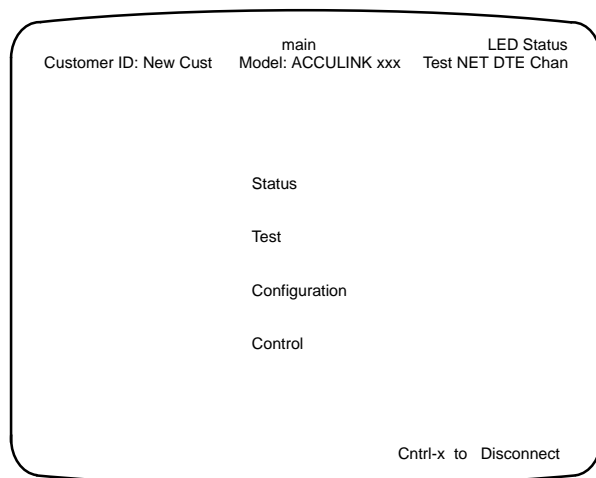 main LED Status
Customer ID: New Cust Model: ACCULINK xxx Test NET DTE Chan
Status
Test
Configuration
Control
Cntrl-x to Disconnect